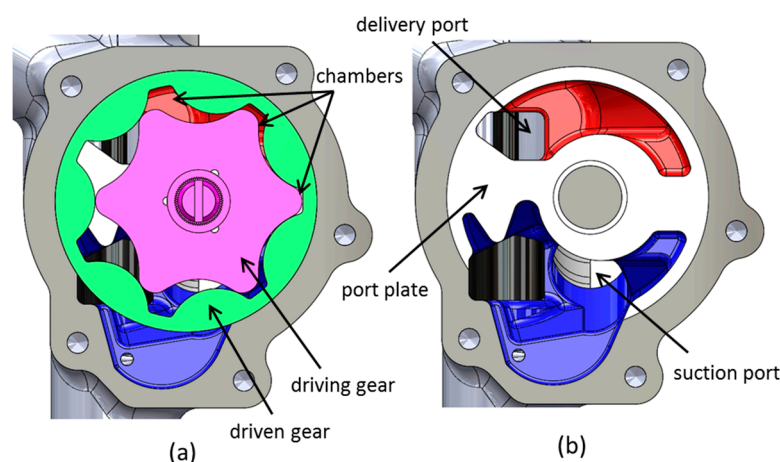 delivery port
chambers
port plate
suction port
driving gear
driven gear
(a)
(b)